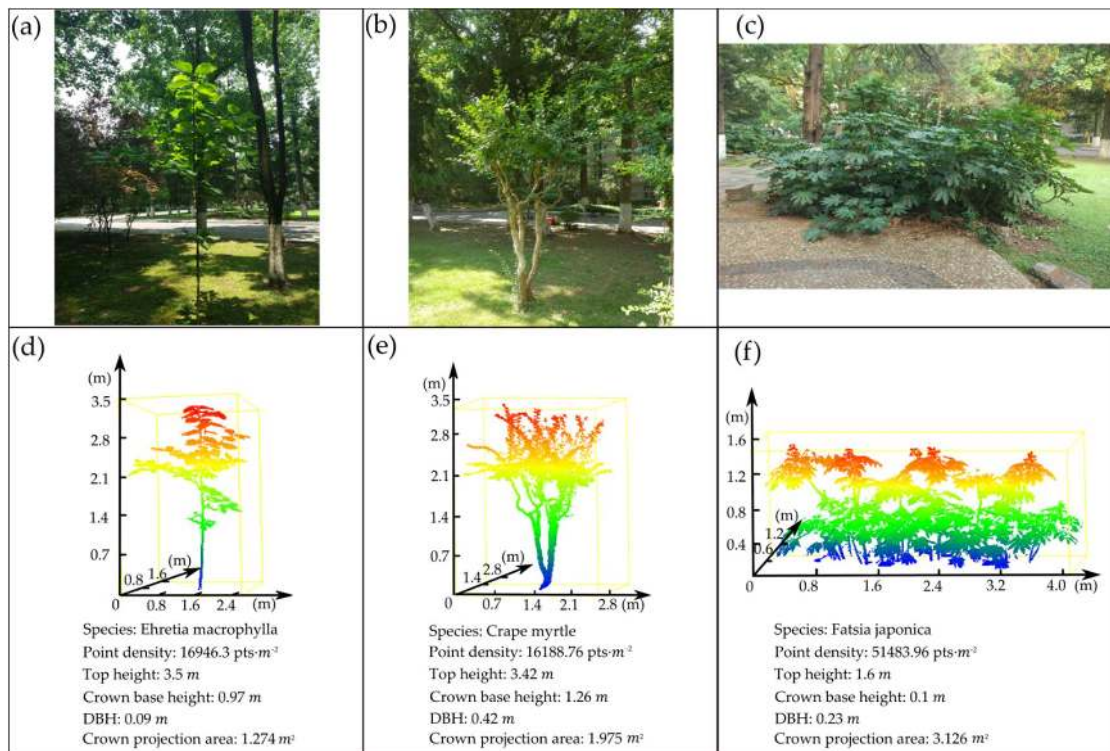 (a)
(b)
(c)
(d)
(m)
3.5
2.8
2.1
1.4
0.7
(m)
0.8 1.6
0 0.8 1.6 2.4 (m)
Species: Ehretia macrophylla
Point density: 16946.3 pts·m⁻²
Top height: 3.5 m
Crown base height: 0.97 m
DBH: 0.09 m
Crown projection area: 1.274 m²
(e)
(m)
3.5
2.8
2.1
1.4
0.7
(m)
1.4 2.8
0 0.7 1.4 2.1 2.8 (m)
Species: Crape myrtle
Point density: 16188.76 pts·m⁻²
Top height: 3.42 m
Crown base height: 1.26 m
DBH: 0.42 m
Crown projection area: 1.975 m²
(f)
(m)
1.6
1.2
0.8
0.4
(m)
0.6 1.2
0 0.8 1.6 2.4 3.2 4.0 (m)
Species: Fatsia japonica
Point density: 51483.96 pts·m⁻²
Top height: 1.6 m
Crown base height: 0.1 m
DBH: 0.23 m
Crown projection area: 3.126 m²